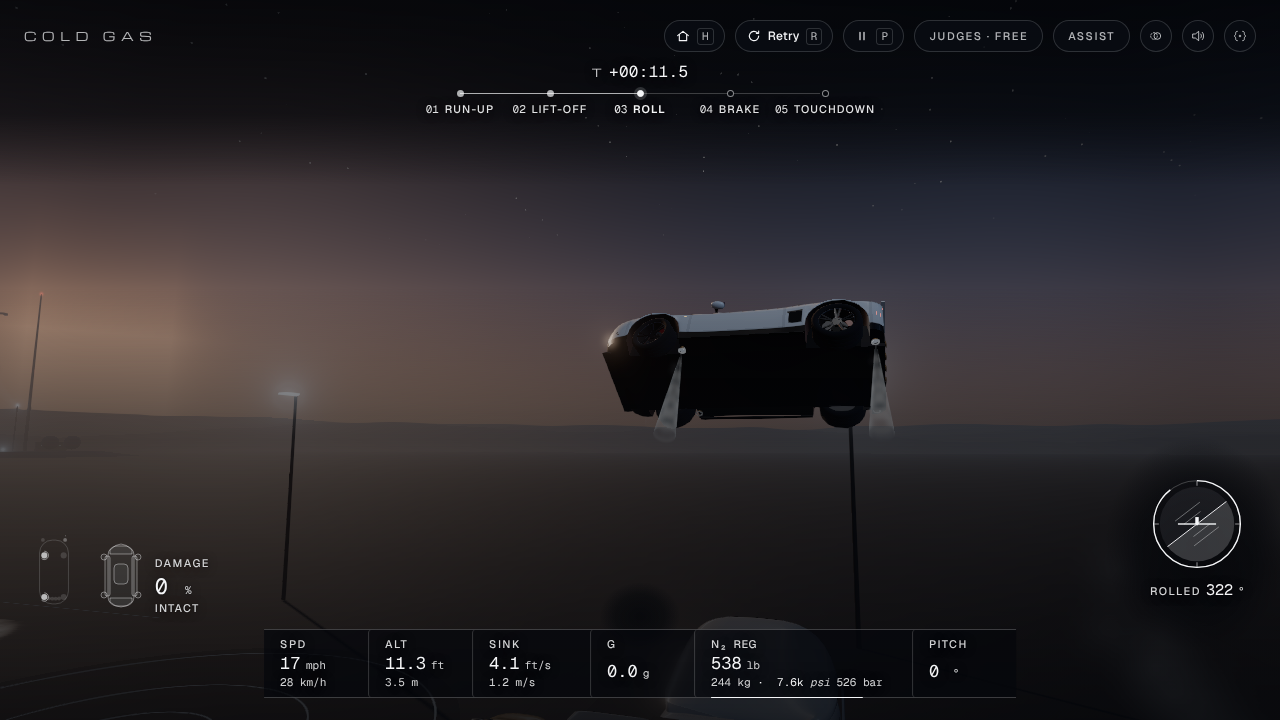 COLD GAS
H
Retry R
P
JUDGES · FREE
ASSIST
T +00:11.5
01 RUN-UP 02 LIFT-OFF 03 ROLL 04 BRAKE 05 TOUCHDOWN
DAMAGE
0 %
INTACT
ROLLED 322 °
SPD
17 mph
28 km/h
ALT
11.3 ft
3.5 m
SINK
4.1 ft/s
1.2 m/s
G
0.0 g
N₂ REG
538 lb
244 kg · 7.6k psi 526 bar
PITCH
0 °